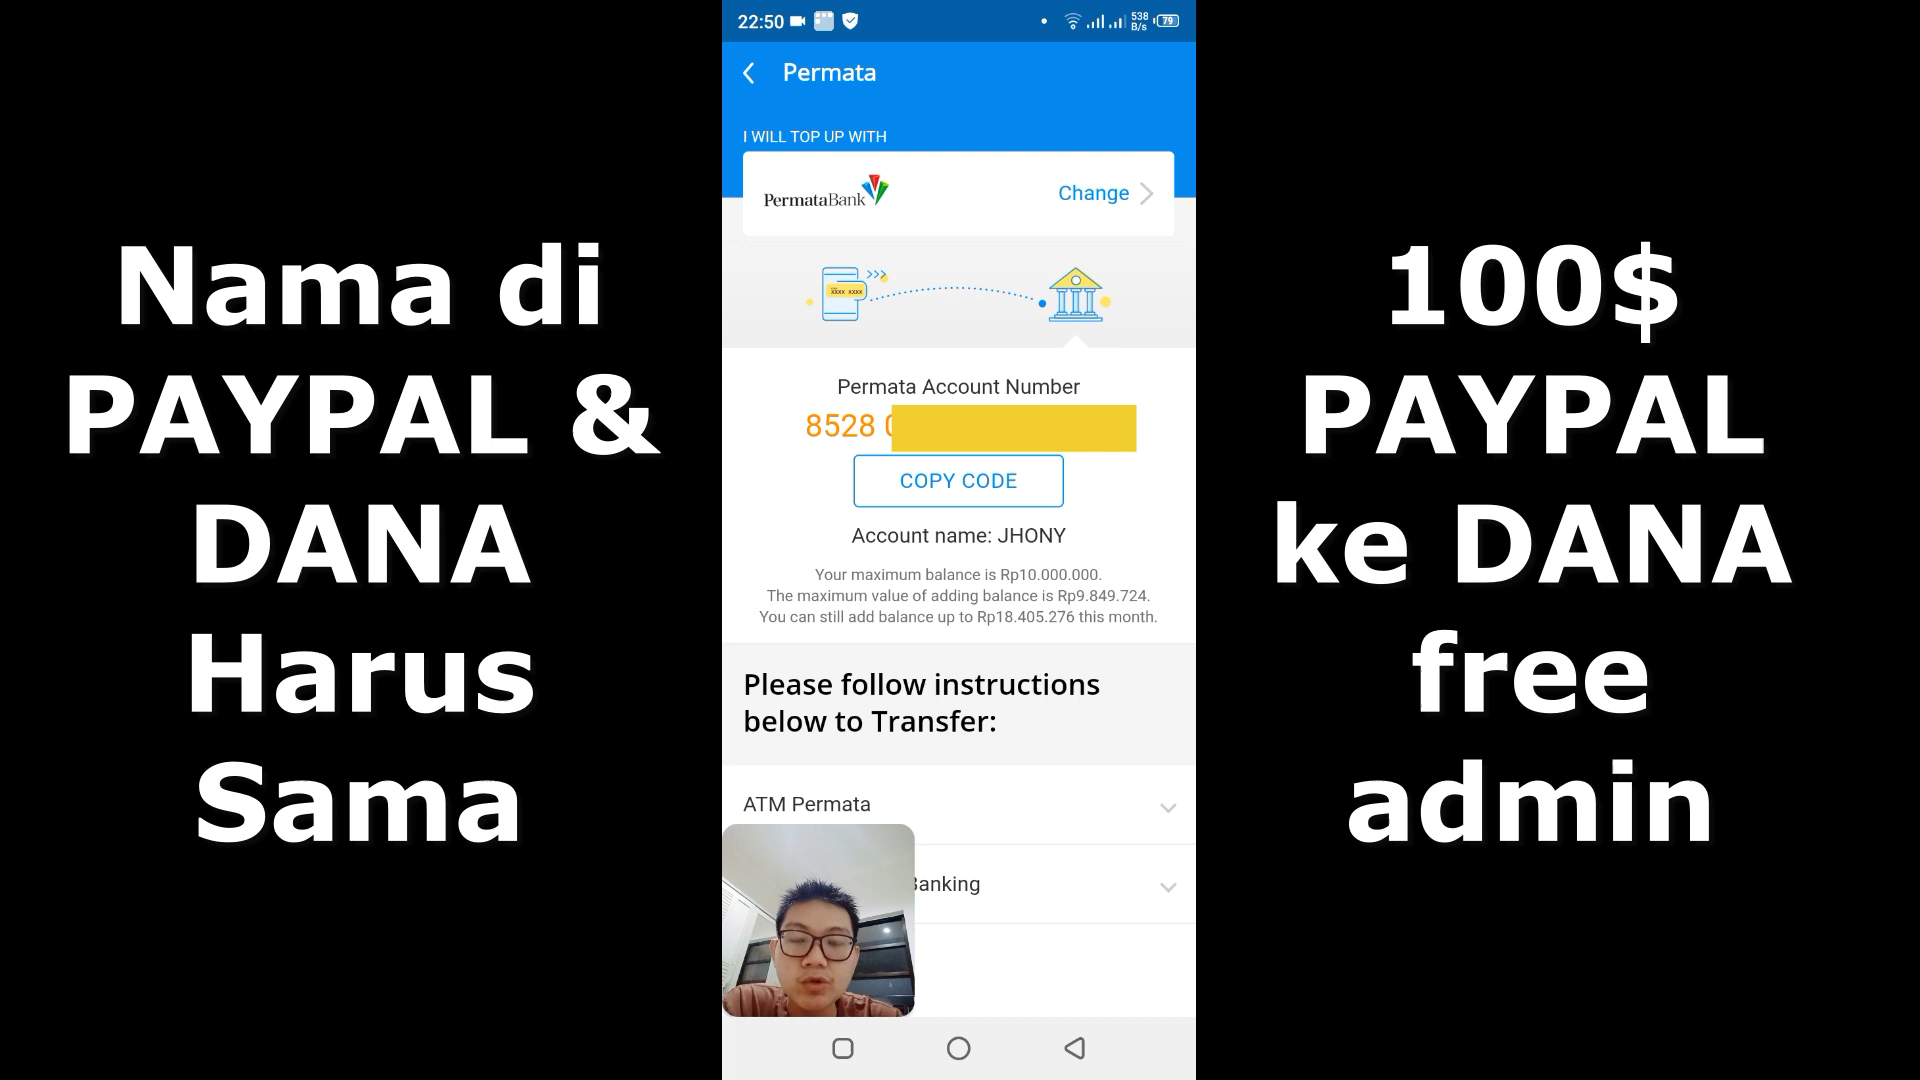 Nama di
PAYPAL &
DANA
Harus
Sama
22:50
538
B/s
79
Permata
I WILL TOP UP WITH
PermataBank
Change
xxxx xxxx
Permata Account Number
8528
COPY CODE
Account name: JHONY
Your maximum balance is Rp10.000.000.
The maximum value of adding balance is Rp9.849.724.
You can still add balance up to Rp18.405.276 this month.
Please follow instructions
below to Transfer:
ATM Permata
Banking
100$
PAYPAL
ke DANA
free
admin